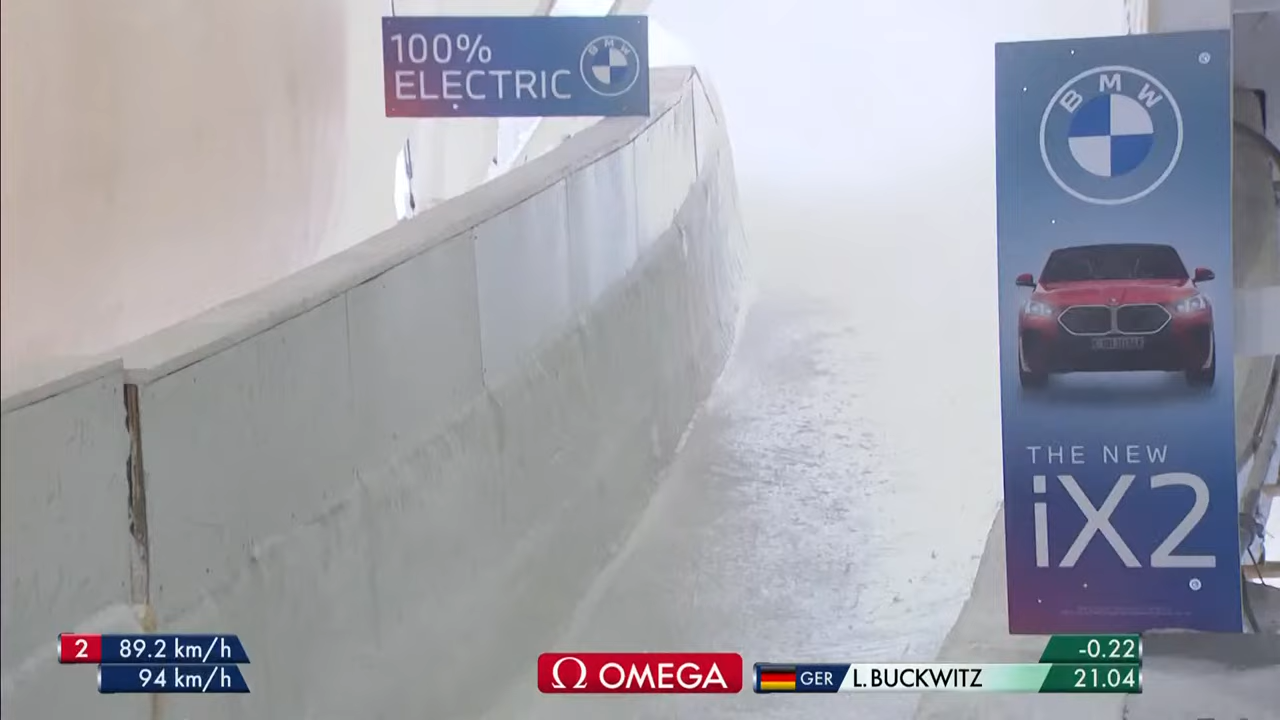 100%
ELECTRIC
BMW
BMW
THE NEW
iX2
2 89.2 km/h
94 km/h
Ω OMEGA
GER L. BUCKWITZ
-0.22
21.04